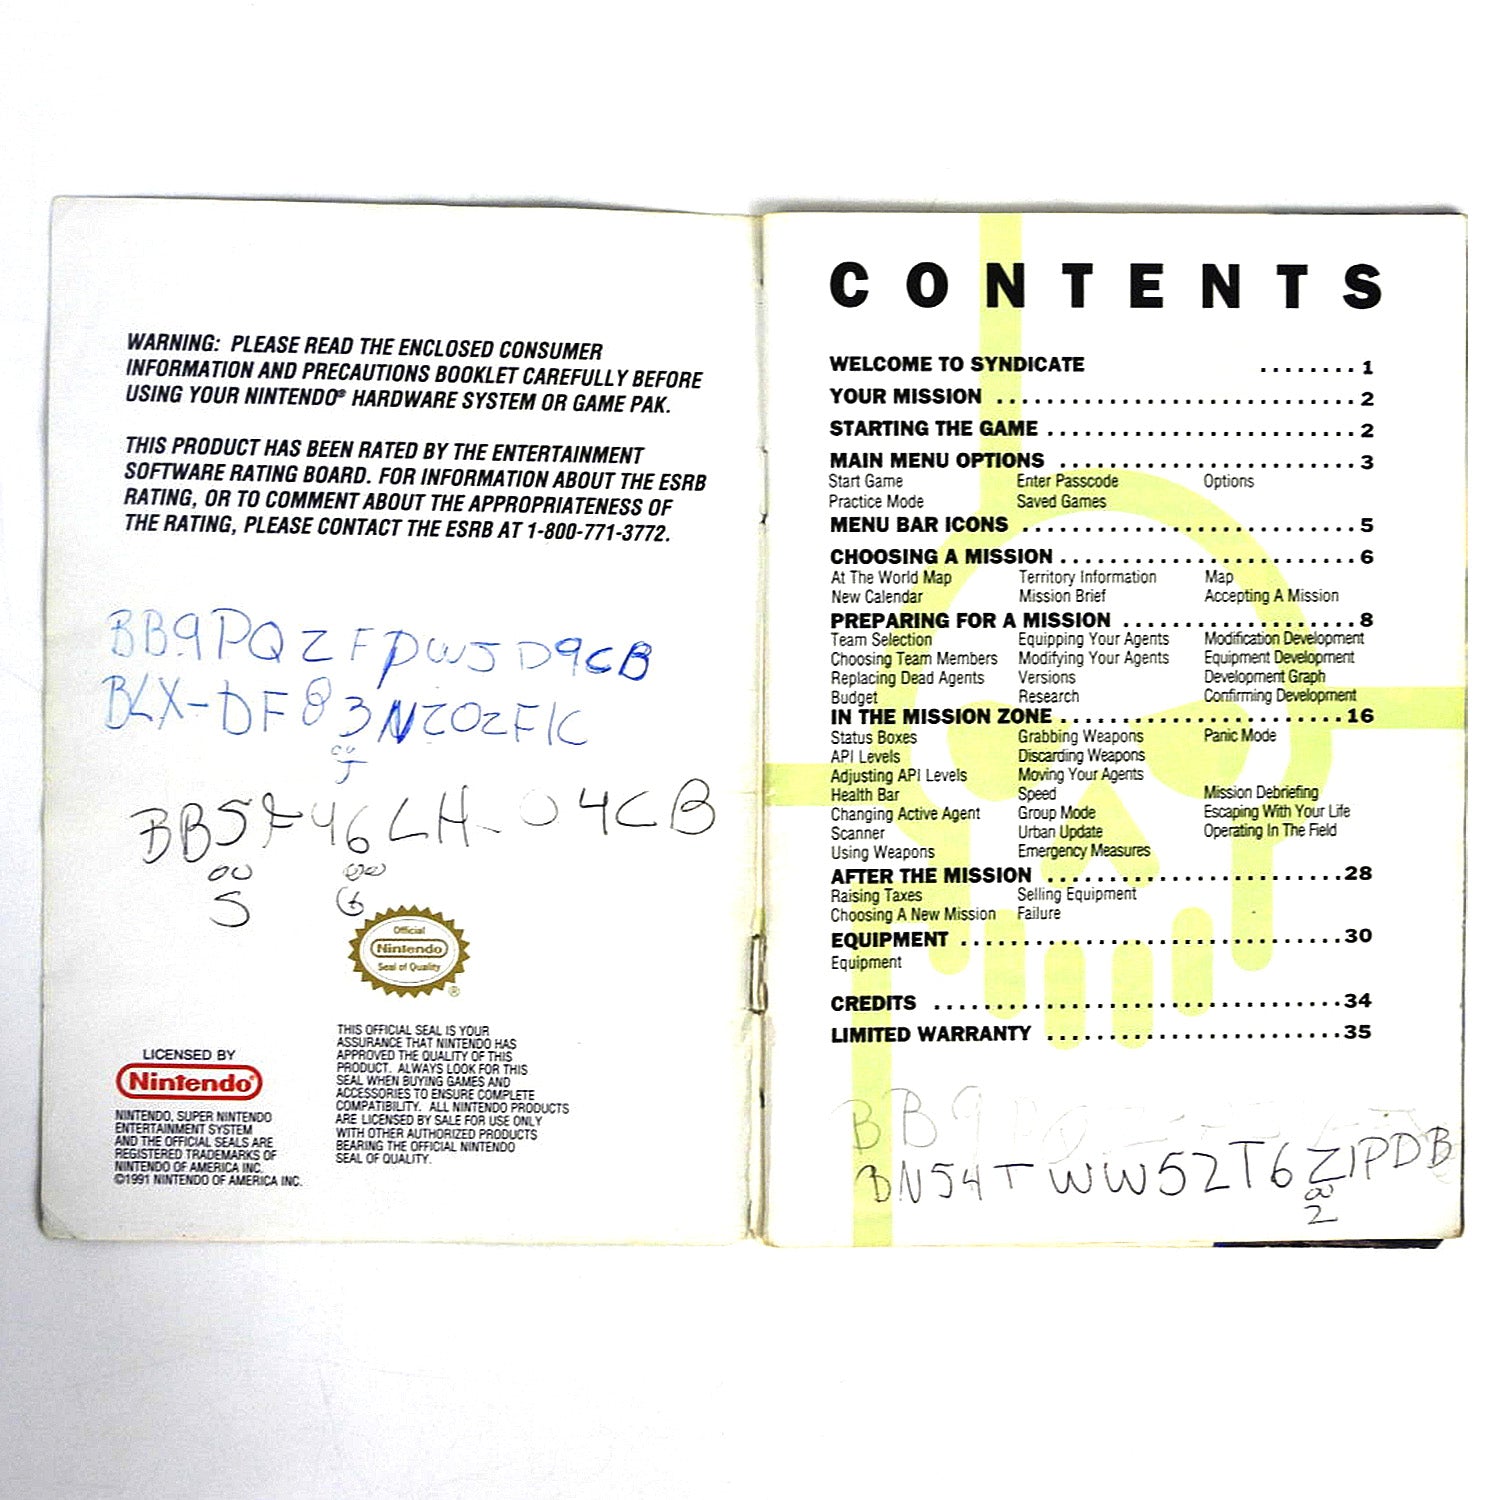 WARNING: PLEASE READ THE ENCLOSED CONSUMER
INFORMATION AND PRECAUTIONS BOOKLET CAREFULLY BEFORE
USING YOUR NINTENDO® HARDWARE SYSTEM OR GAME PAK.
THIS PRODUCT HAS BEEN RATED BY THE ENTERTAINMENT
SOFTWARE RATING BOARD. FOR INFORMATION ABOUT THE ESRB
RATING, OR TO COMMENT ABOUT THE APPROPRIATENESS OF
THE RATING, PLEASE CONTACT THE ESRB AT 1-800-771-3772.
BB9PQZFPWJD9CB
BLX-DF83NZOZFK
ou
J
ou
S
ou
G
Official
Nintendo
Seal of Quality
®
LICENSED BY
Nintendo®
NINTENDO, SUPER NINTENDO
ENTERTAINMENT SYSTEM
AND THE OFFICIAL SEALS ARE
REGISTERED TRADEMARKS OF
NINTENDO OF AMERICA INC.
©1991 NINTENDO OF AMERICA INC.
THIS OFFICIAL SEAL IS YOUR
ASSURANCE THAT NINTENDO HAS
APPROVED THE QUALITY OF THIS
PRODUCT. ALWAYS LOOK FOR THIS
SEAL WHEN BUYING GAMES AND
ACCESSORIES TO ENSURE COMPLETE
COMPATIBILITY. ALL NINTENDO PRODUCTS
ARE LICENSED BY SALE FOR USE ONLY
WITH OTHER AUTHORIZED PRODUCTS
BEARING THE OFFICIAL NINTENDO
SEAL OF QUALITY.
CONTENTS
WELCOME TO SYNDICATE ........ 1
YOUR MISSION ............................ 2
STARTING THE GAME ........................ 2
MAIN MENU OPTIONS ....................... 3
Start Game Enter Passcode Options
Practice Mode Saved Games
MENU BAR ICONS .......................... 5
CHOOSING A MISSION ....................... 6
At The World Map Territory Information Map
New Calendar Mission Brief Accepting A Mission
PREPARING FOR A MISSION .................. 8
Team Selection Equipping Your Agents Modification Development
Choosing Team Members Modifying Your Agents Equipment Development
Replacing Dead Agents Versions Development Graph
Budget Research Confirming Development
IN THE MISSION ZONE ...................... 16
Status Boxes Grabbing Weapons Panic Mode
API Levels Discarding Weapons
Adjusting API Levels Moving Your Agents
Health Bar Speed Mission Debriefing
Changing Active Agent Group Mode Escaping With Your Life
Scanner Urban Update Operating In The Field
Using Weapons Emergency Measures
AFTER THE MISSION ....................... 28
Raising Taxes Selling Equipment
Choosing A New Mission Failure
EQUIPMENT .............................. 30
Equipment
CREDITS ................................ 34
LIMITED WARRANTY ....................... 35
BB9
BN54TWW52T6ZIPDB
ou
2